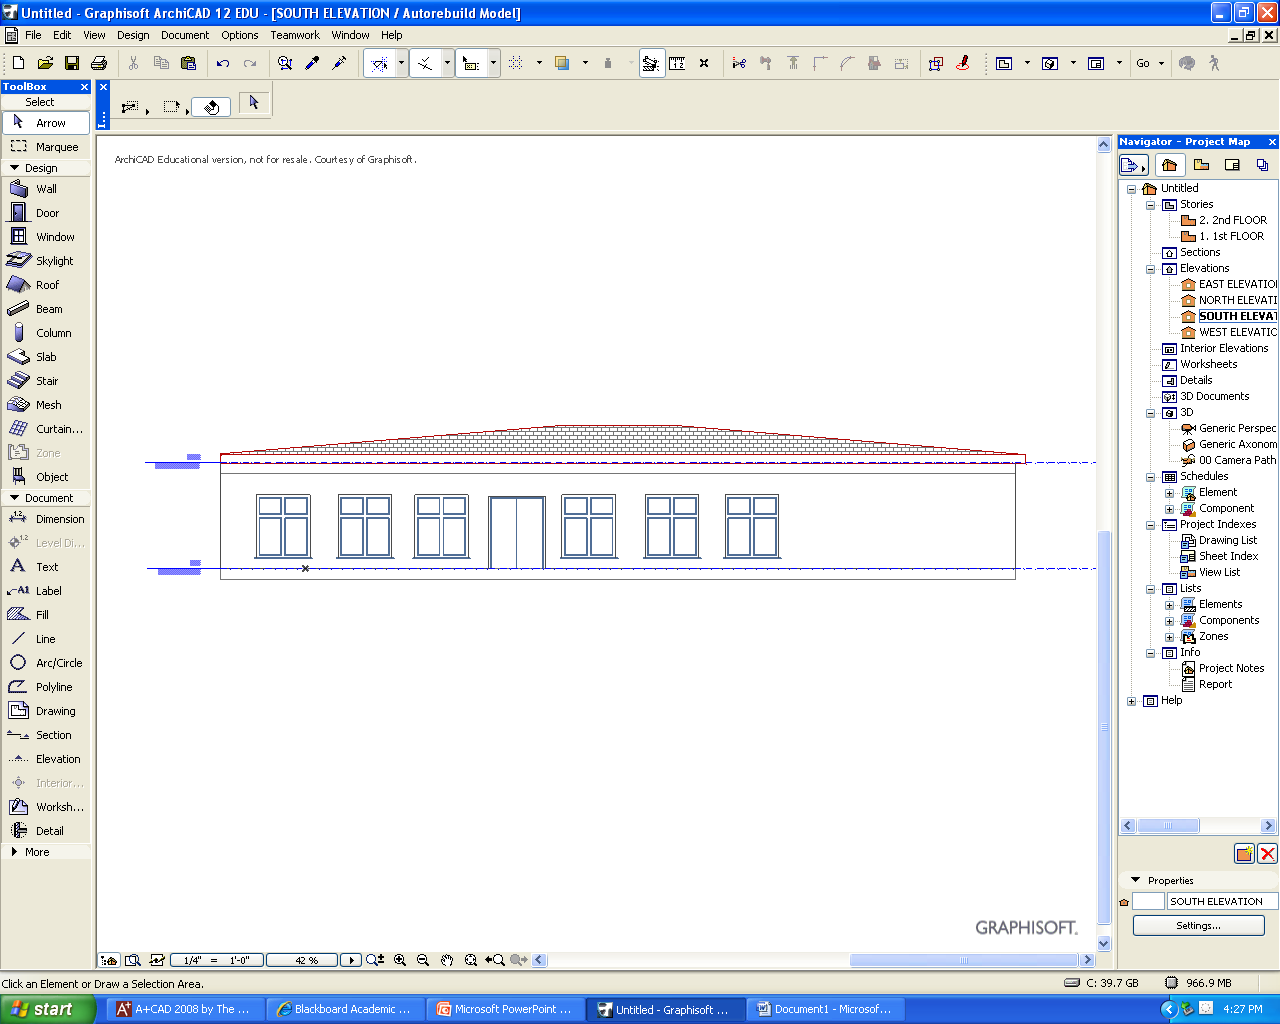 Untitled - Graphisoft ArchiCAD 12 EDU - [SOUTH ELEVATION / Autorebuild Model]
File Edit View Design Document Options Teamwork Window Help
Go
ToolBox
Select
Arrow
Marquee
Design
Wall
Door
Window
Skylight
Roof
Beam
Column
Slab
Stair
Mesh
Curtain...
Zone
Object
Document
Dimension
Level Di...
Text
Label
Fill
Line
Arc/Circle
Polyline
Drawing
Section
Elevation
Interior...
Worksh...
Detail
More
ArchiCAD Educational version, not for resale. Courtesy of Graphisoft.
GRAPHISOFT.
1/4" = 1'-0" 42 %
Navigator - Project Map
Untitled
Stories
2. 2nd FLOOR
1. 1st FLOOR
Sections
Elevations
EAST ELEVATIO
NORTH ELEVATI
SOUTH ELEVAT
WEST ELEVATIO
Interior Elevations
Worksheets
Details
3D Documents
3D
Generic Perspec
Generic Axonom
00 Camera Path
Schedules
Element
Component
Project Indexes
Drawing List
Sheet Index
View List
Lists
Elements
Components
Zones
Info
Project Notes
Report
Help
Properties
SOUTH ELEVATION
Settings...
Click an Element or Draw a Selection Area.
C: 39.7 GB 966.9 MB
start
A+CAD 2008 by The ...
Blackboard Academic ...
Microsoft PowerPoint ...
Untitled - Graphisoft ...
Document1 - Microsof...
4:27 PM